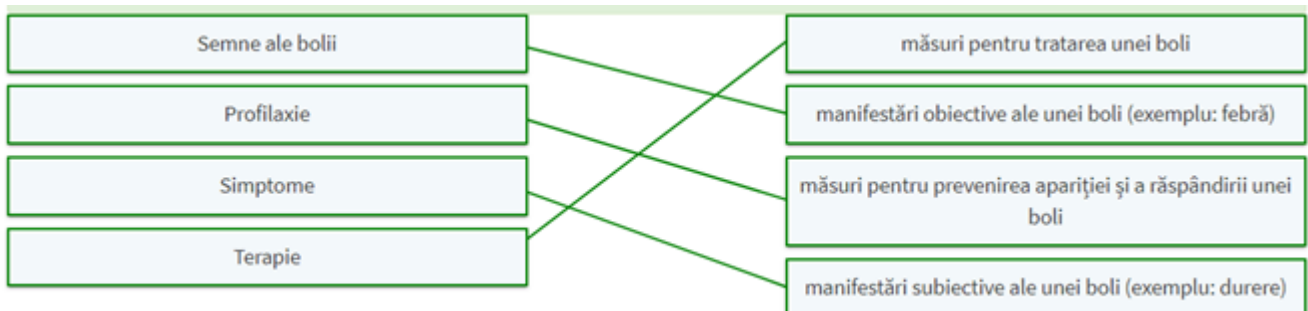 Semne ale bolii
Profilaxie
Simptome
Terapie
măsuri pentru tratarea unei boli
manifestări obiective ale unei boli (exemplu: febră)
măsuri pentru prevenirea apariției și a răspândirii unei
boli
manifestări subiective ale unei boli (exemplu: durere)